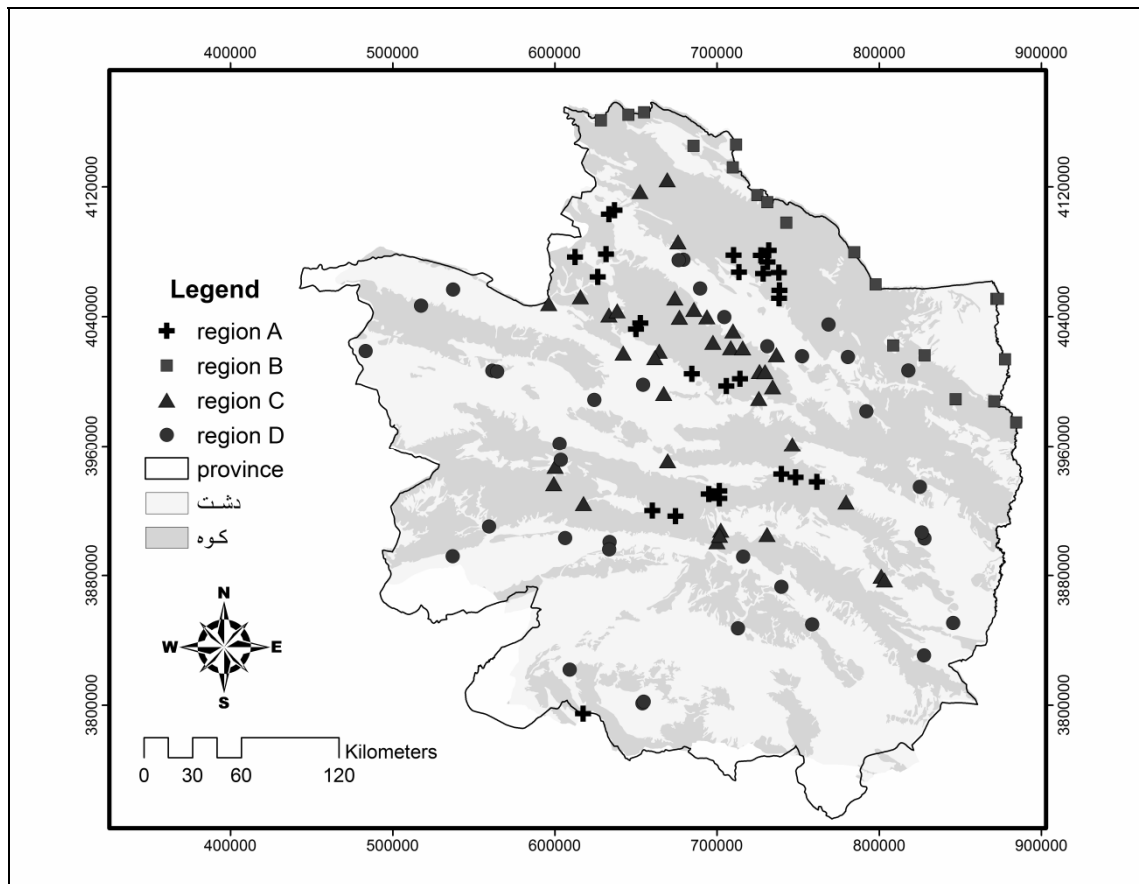 400000 500000 600000 700000 800000 900000
4120000 4120000
4040000 4040000
3960000 3960000
3880000 3880000
3800000 3800000
Legend
region A
region B
region C
region D
province
دشت
کوه
N
W E
S
Kilometers
0 30 60 120
400000 500000 600000 700000 800000 900000